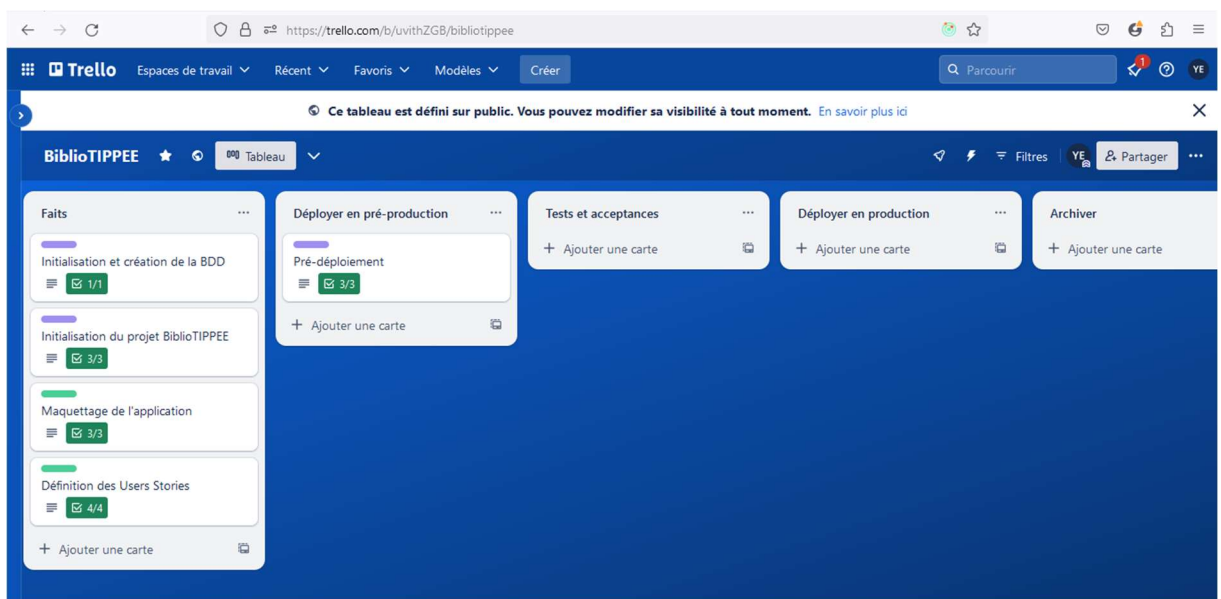 https://trello.com/b/uvithZGB/bibliotippee
Trello Espaces de travail Récent Favoris Modèles Créer Parcourir 1 YE
Ce tableau est défini sur public. Vous pouvez modifier sa visibilité à tout moment. En savoir plus ici
BiblioTIPPEE Tableau Filtres YE Partager
Faits
Initialisation et création de la BDD
1/1
Initialisation du projet BiblioTIPPEE
3/3
Maquettage de l'application
3/3
Définition des Users Stories
4/4
+ Ajouter une carte
Déployer en pré-production
Pré-déploiement
3/3
+ Ajouter une carte
Tests et acceptances
+ Ajouter une carte
Déployer en production
+ Ajouter une carte
Archiver
+ Ajouter une carte